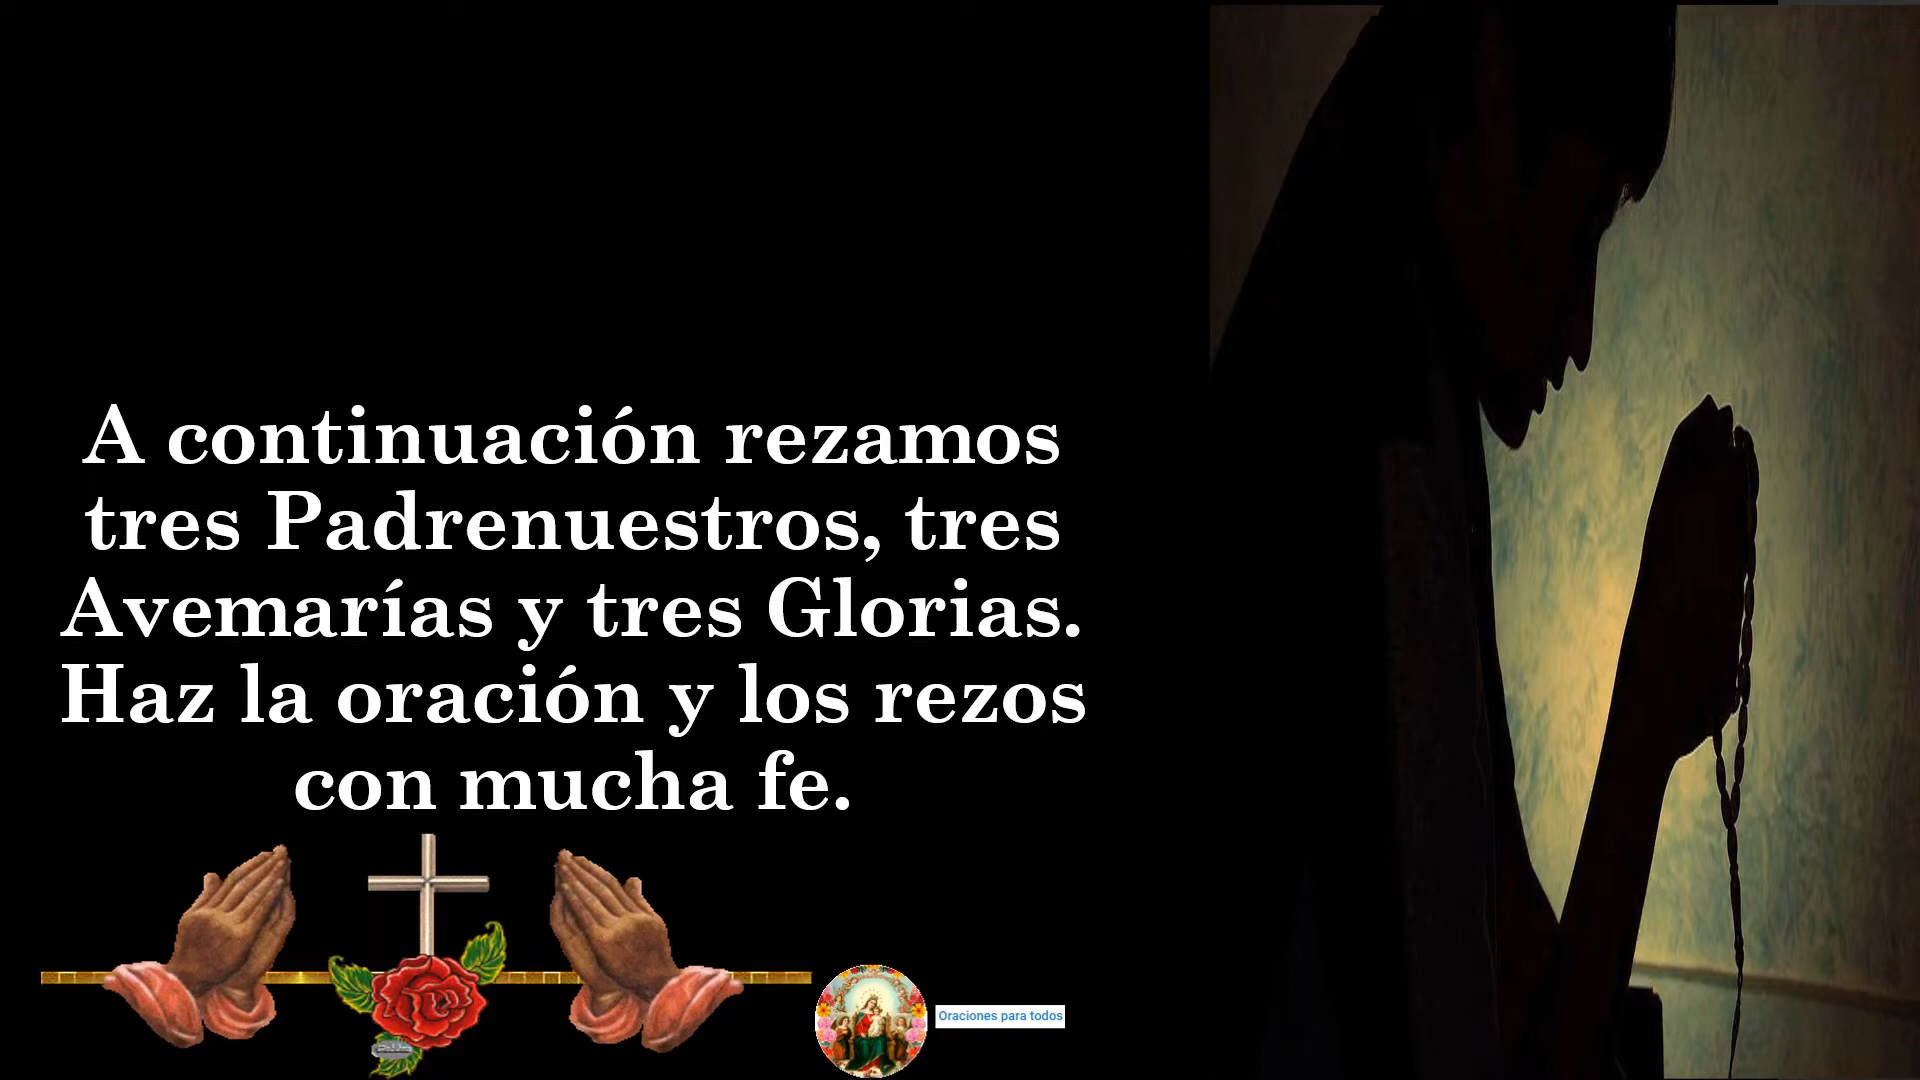 A continuación rezamos
tres Padrenuestros, tres
Avemarías y tres Glorias.
Haz la oración y los rezos
con mucha fe.
Oraciones para todos